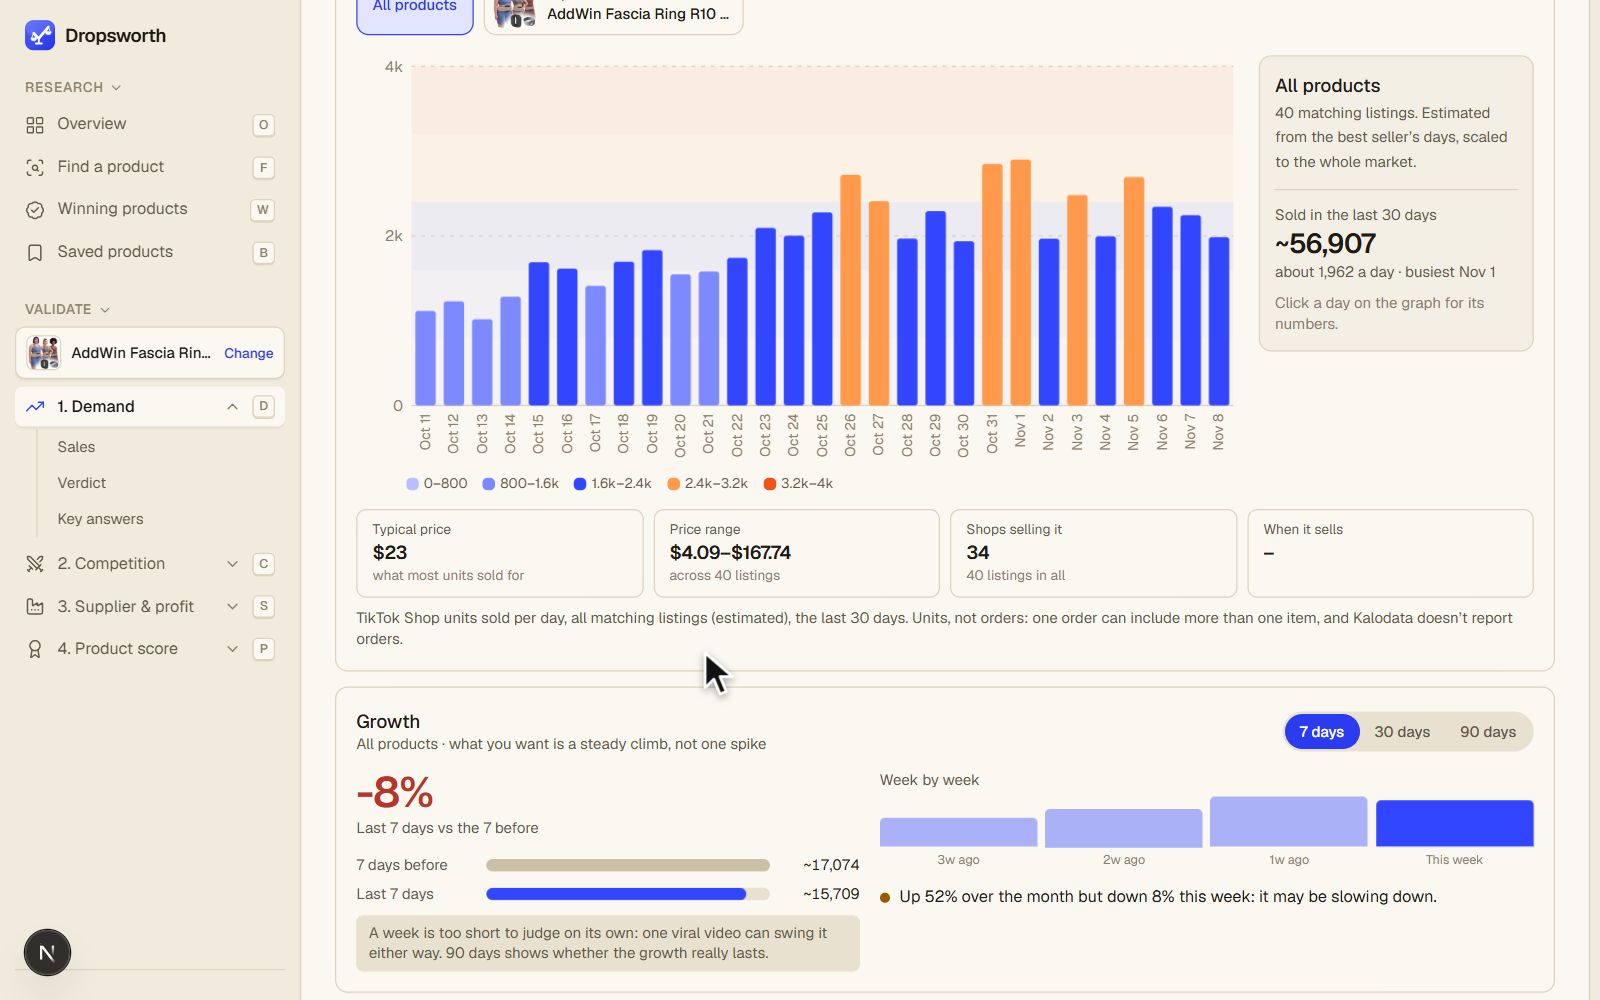 Dropsworth
RESEARCH
Overview
O
Find a product
F
Winning products
W
Saved products
B
VALIDATE
AddWin Fascia Rin...
Change
1. Demand
D
Sales
Verdict
Key answers
2. Competition
C
3. Supplier & profit
S
4. Product score
P
N
All products
AddWin Fascia Ring R10 ...
4k
2k
0
Oct 11
Oct 12
Oct 13
Oct 14
Oct 15
Oct 16
Oct 17
Oct 18
Oct 19
Oct 20
Oct 21
Oct 22
Oct 23
Oct 24
Oct 25
Oct 26
Oct 27
Oct 28
Oct 29
Oct 30
Oct 31
Nov 1
Nov 2
Nov 3
Nov 4
Nov 5
Nov 6
Nov 7
Nov 8
0–800
800–1.6k
1.6k–2.4k
2.4k–3.2k
3.2k–4k
All products
40 matching listings. Estimated
from the best seller's days, scaled
to the whole market.
Sold in the last 30 days
~56,907
about 1,962 a day · busiest Nov 1
Click a day on the graph for its
numbers.
Typical price
$23
what most units sold for
Price range
$4.09–$167.74
across 40 listings
Shops selling it
34
40 listings in all
When it sells
–
TikTok Shop units sold per day, all matching listings (estimated), the last 30 days. Units, not orders: one order can include more than one item, and Kalodata doesn't report
orders.
Growth
All products · what you want is a steady climb, not one spike
7 days
30 days
90 days
-8%
Last 7 days vs the 7 before
7 days before
~17,074
Last 7 days
~15,709
A week is too short to judge on its own: one viral video can swing it
either way. 90 days shows whether the growth really lasts.
Week by week
3w ago
2w ago
1w ago
This week
Up 52% over the month but down 8% this week: it may be slowing down.